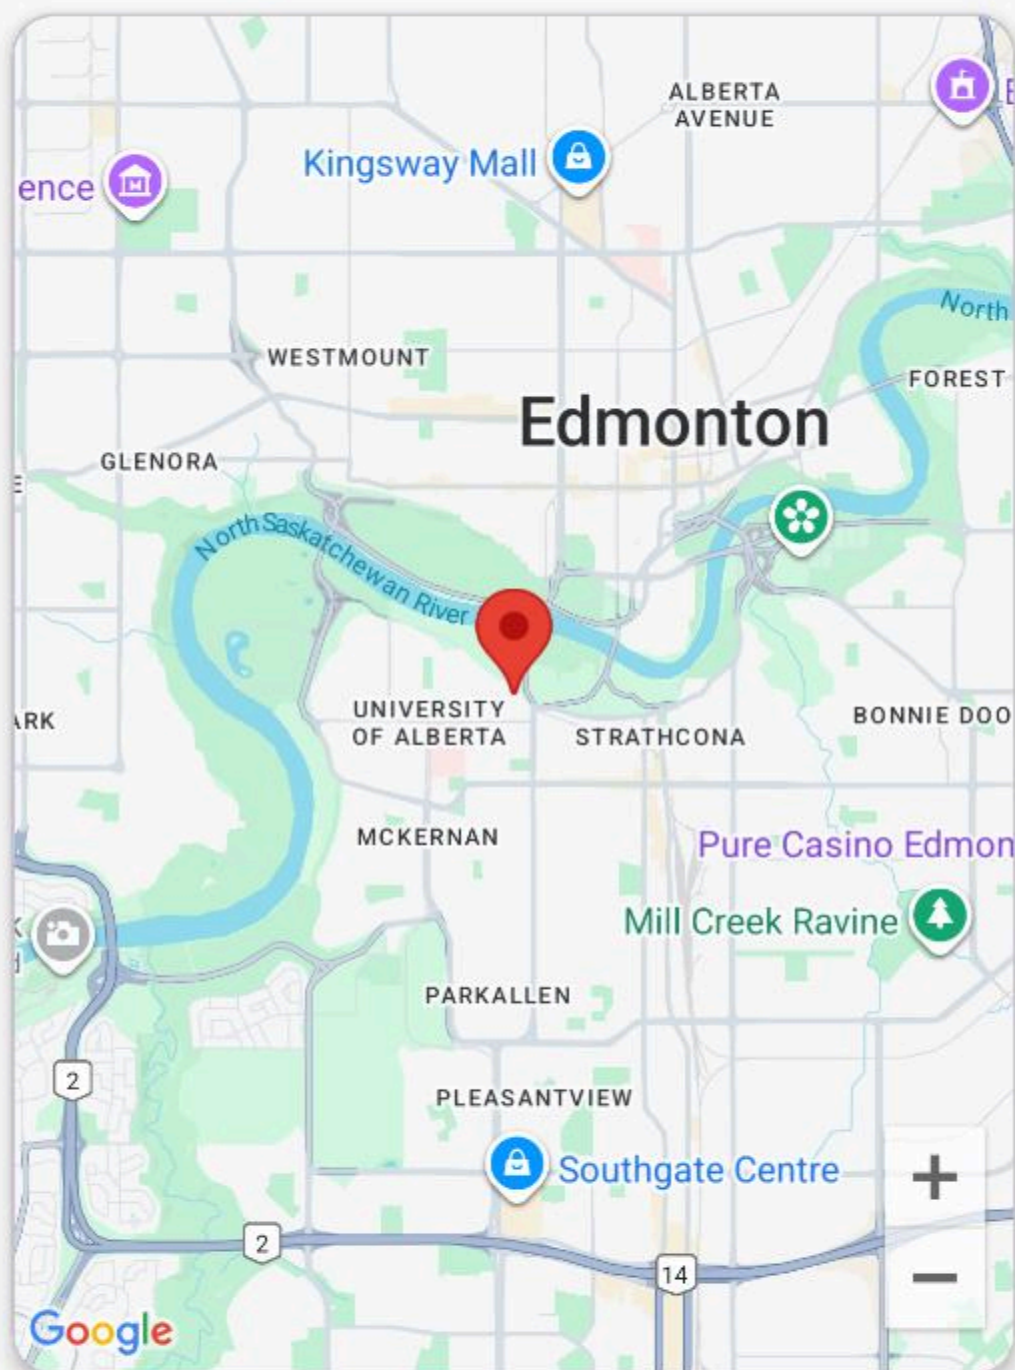 ALBERTA
AVENUE
E
Kingsway Mall
ence
North
WESTMOUNT
FOREST
Edmonton
GLENORA
E
North Saskatchewan River
ARK
UNIVERSITY
OF ALBERTA
STRATHCONA
BONNIE DOO
MCKERNAN
Pure Casino Edmon
Mill Creek Ravine
K
d
PARKALLEN
2
PLEASANTVIEW
Southgate Centre
2
14
Google